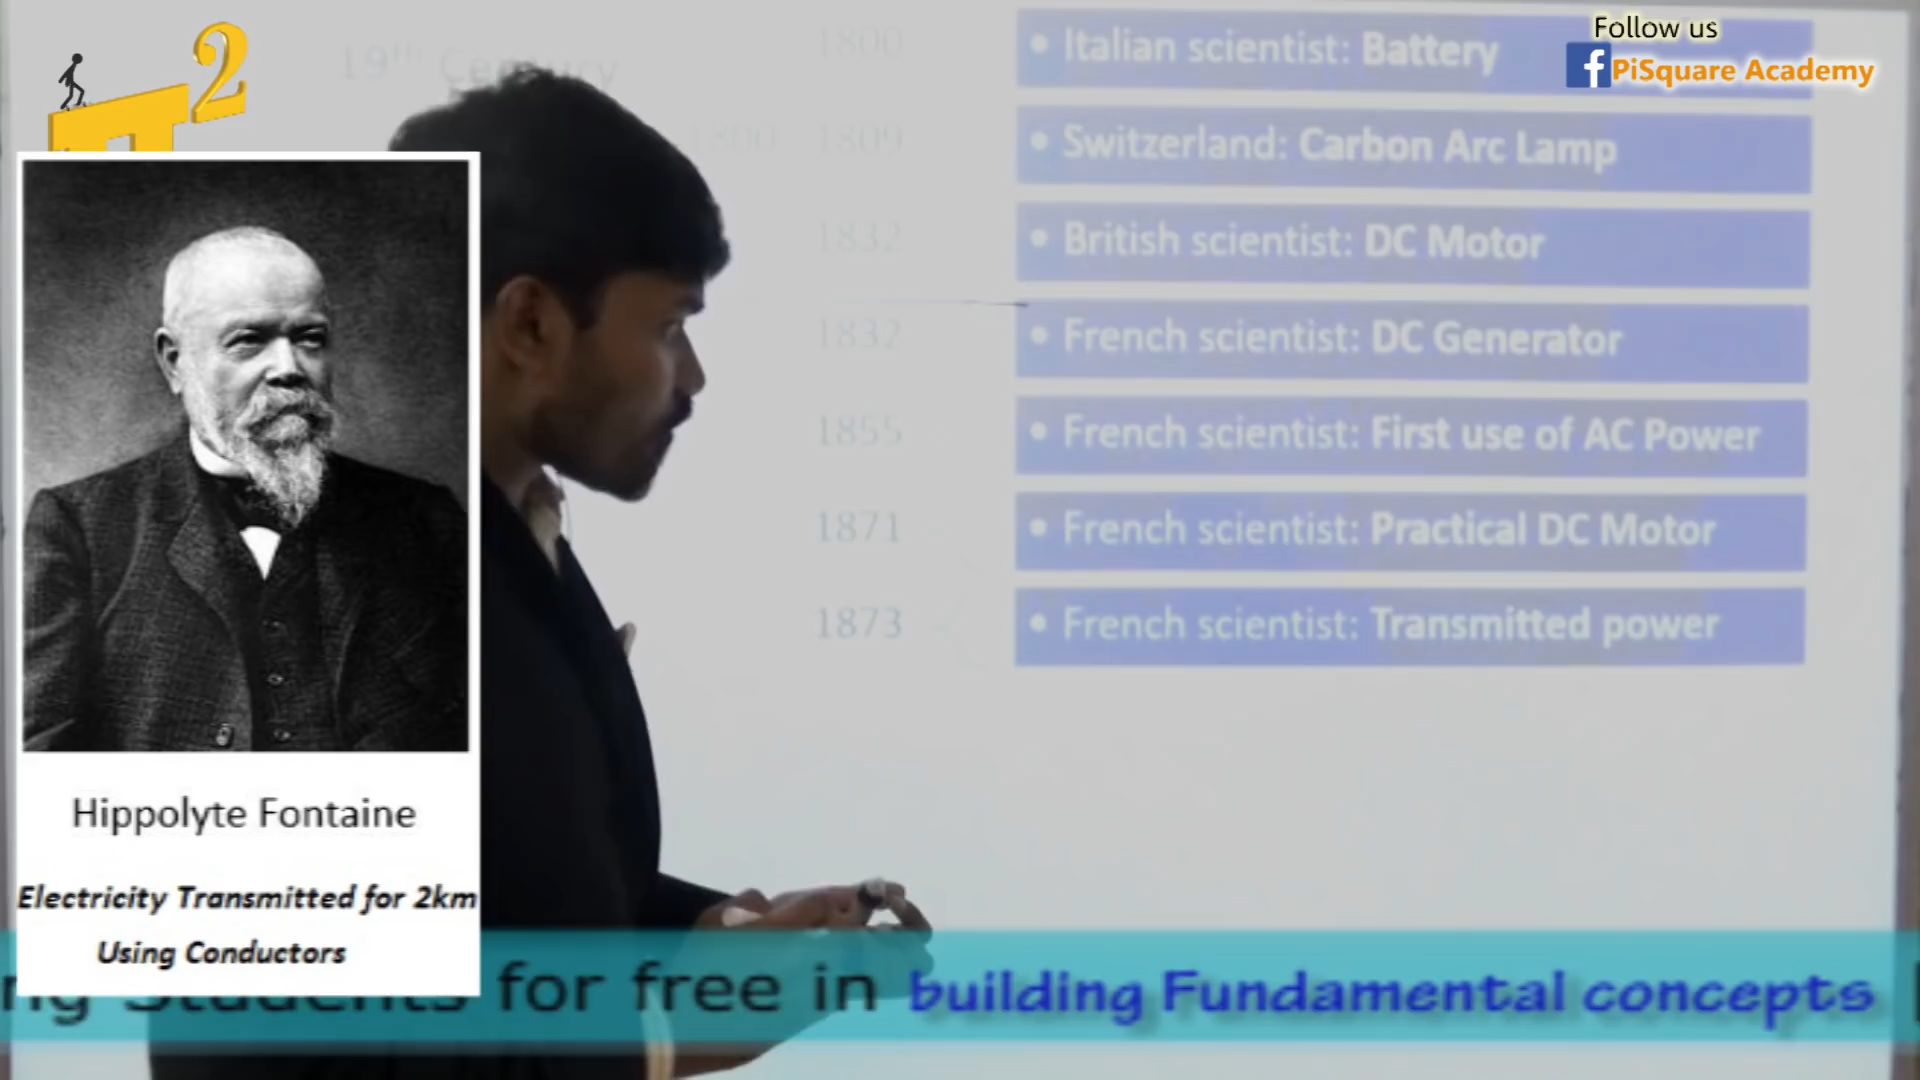 2
Follow us
f PiSquare Academy
19th Century
1800
• Italian scientist: Battery
1800
1809
• Switzerland: Carbon Arc Lamp
1832
• British scientist: DC Motor
1832
• French scientist: DC Generator
1855
• French scientist: First use of AC Power
1871
• French scientist: Practical DC Motor
1873
• French scientist: Transmitted power
Hippolyte Fontaine
Electricity Transmitted for 2km
Using Conductors
for free in building Fundamental concepts